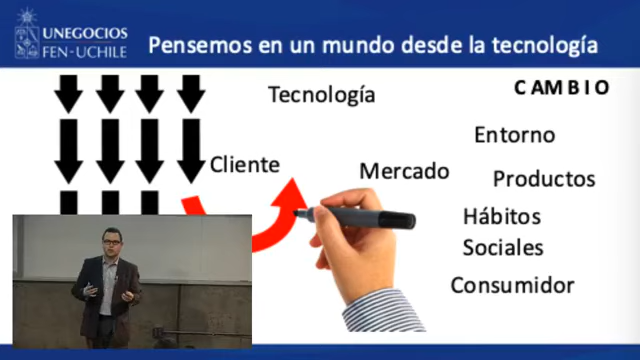 UNEGOCIOS
FEN-UCHILE
Pensemos en un mundo desde la tecnología
Tecnología
CAMBIO
Entorno
Cliente
Mercado
Productos
Hábitos
Sociales
Consumidor